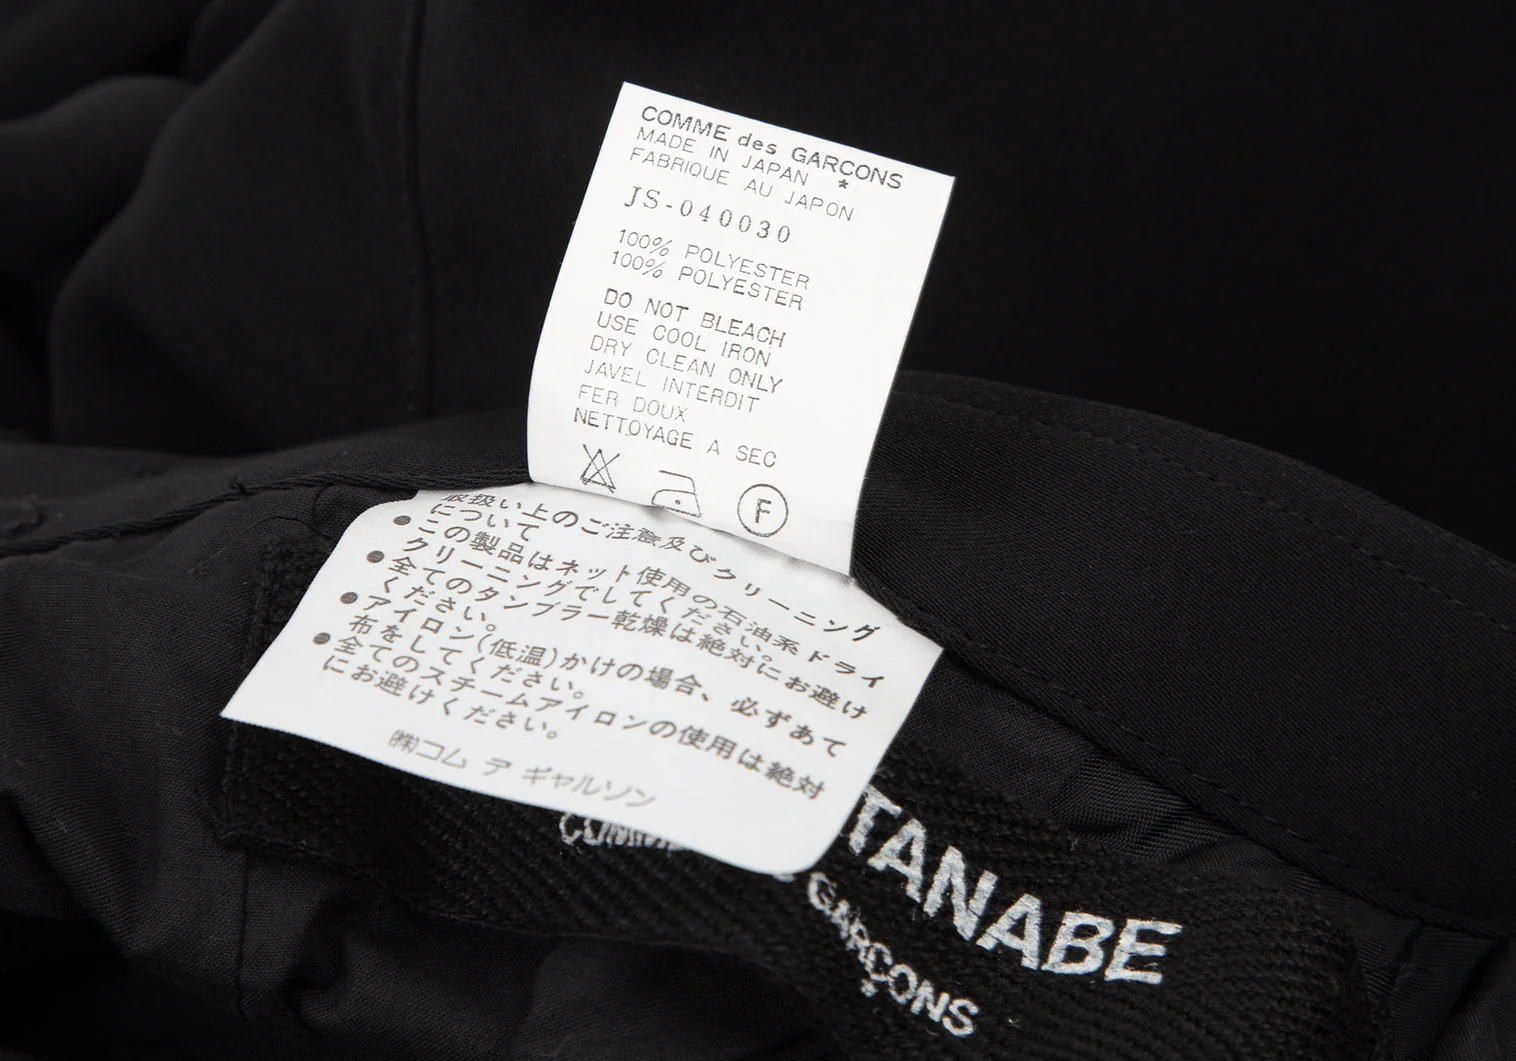 COMME des GARCONS
MADE IN JAPAN *
FABRIQUE AU JAPON
JS-040030
100% POLYESTER
100% POLYESTER
DO NOT BLEACH
USE COOL IRON
DRY CLEAN ONLY
JAVEL INTERDIT
FER DOUX
NETTOYAGE A SEC
F
取扱い上のご注意及びクリーニング
について
●この製品はネット使用の石油系ドライ
クリーニングでしてください。
●全てのタンブラー乾燥は絶対にお避け
ください。
●アイロン(低温)かけの場合、必ずあて
布をしてください。
●全てのスチームアイロンの使用は絶対
にお避けください。
㈱コム デ ギャルソン
TANABE
GARÇONS